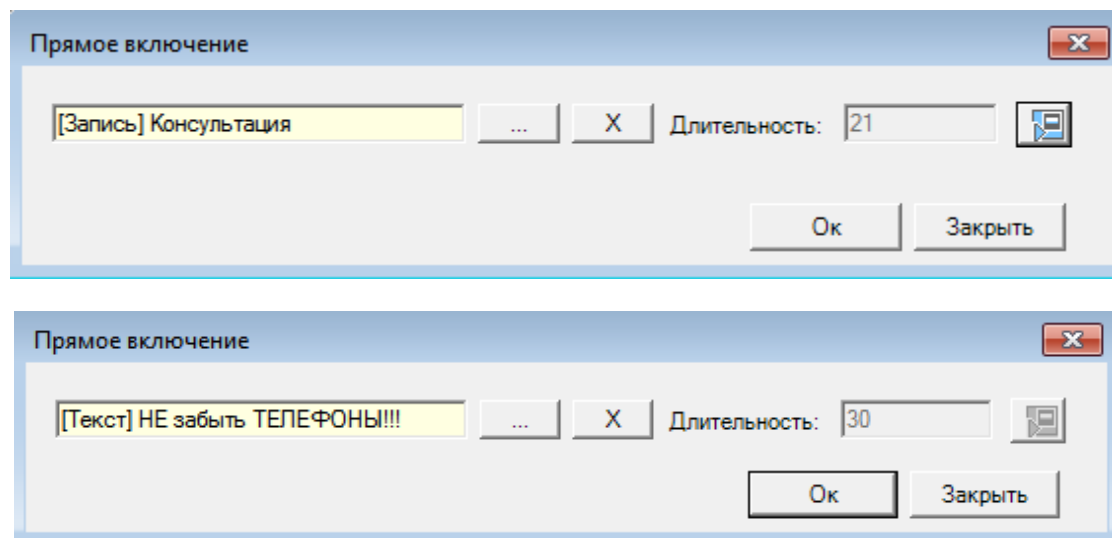 Прямое включение
[Запись] Консультация ... X Длительность: 21
Ок Закрыть
Прямое включение
[Текст] НЕ забыть ТЕЛЕФОНЫ!!! ... X Длительность: 30
Ок Закрыть